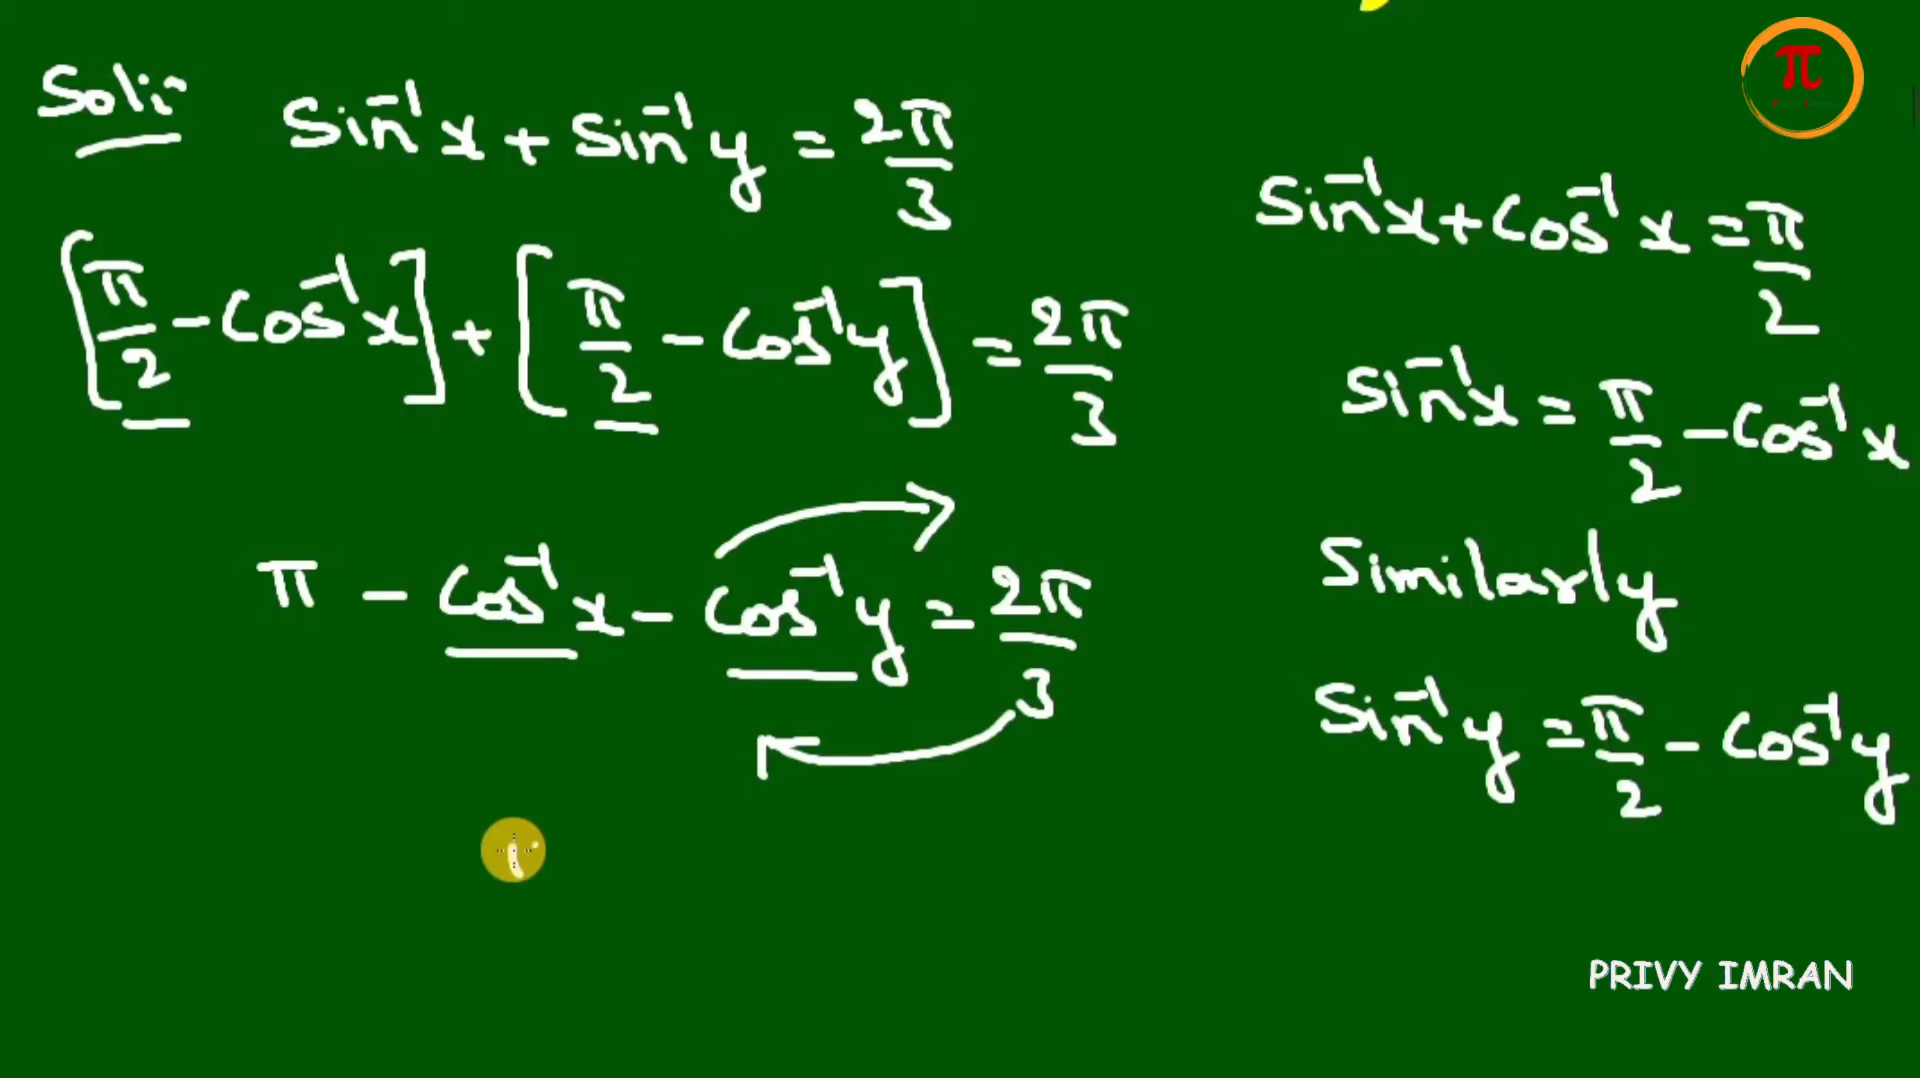 Sol:-
Sin⁻¹x + Sin⁻¹y = 2π/3
[π/2 - Cos⁻¹x] + [π/2 - Cos⁻¹y] = 2π/3
π - Cos⁻¹x - Cos⁻¹y = 2π/3
π
Sin⁻¹x + Cos⁻¹x = π/2
Sin⁻¹x = π/2 - Cos⁻¹x
Similarly
Sin⁻¹y = π/2 - Cos⁻¹y
PRIVY IMRAN